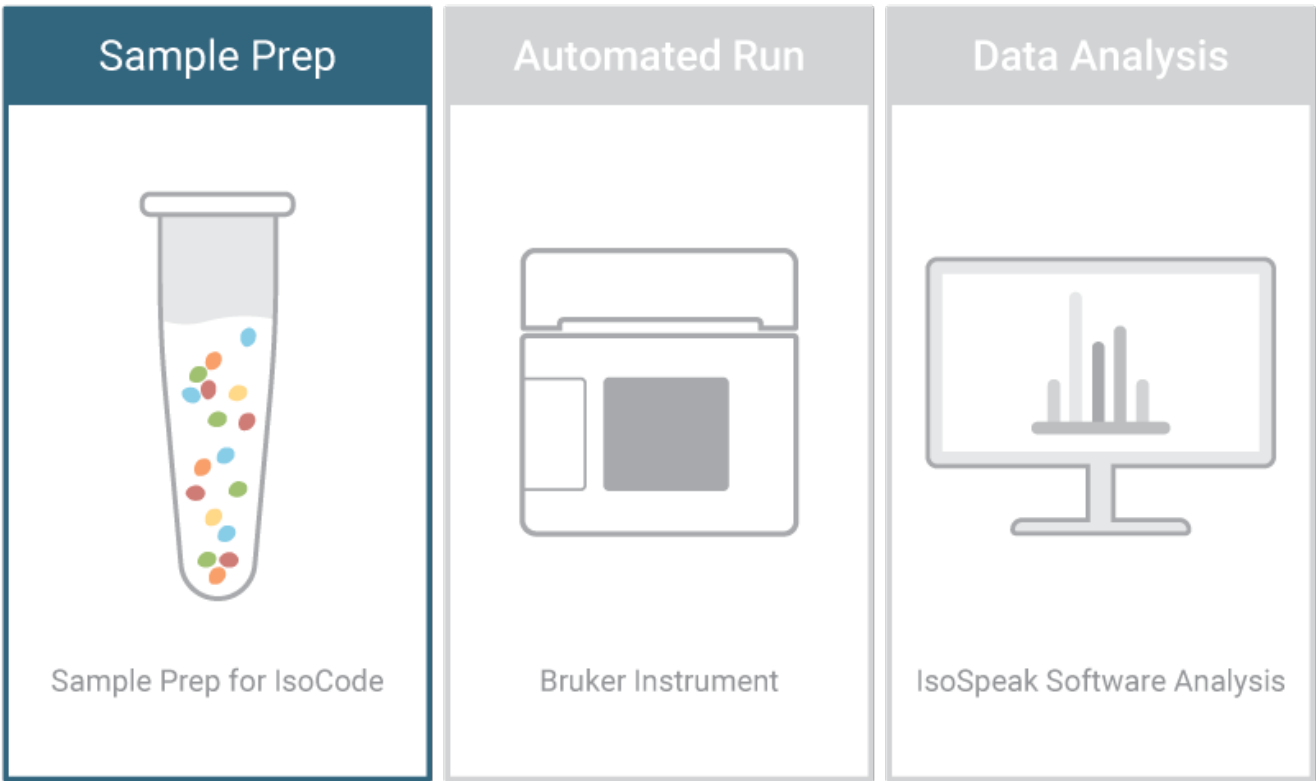 Sample Prep
Automated Run
Data Analysis
Sample Prep for IsoCode
Bruker Instrument
IsoSpeak Software Analysis